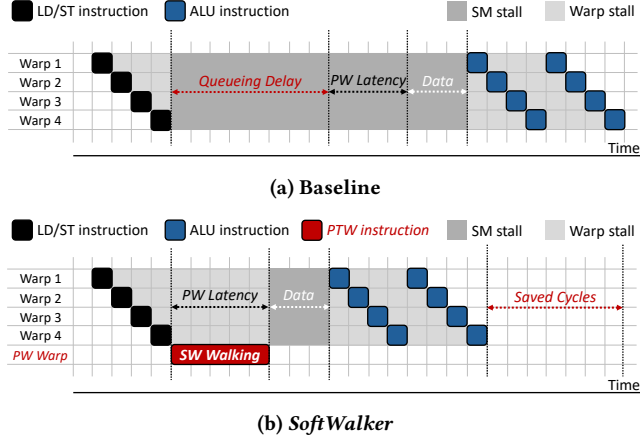 LD/ST instruction ALU instruction SM stall Warp stall
Warp 1
Warp 2
Queueing Delay PW Latency Data
Warp 3
Warp 4
Time
(a) Baseline
LD/ST instruction ALU instruction PTW instruction SM stall Warp stall
Warp 1
Warp 2
PW Latency Data Saved Cycles
Warp 3
Warp 4
PW Warp SW Walking
Time
(b) SoftWalker